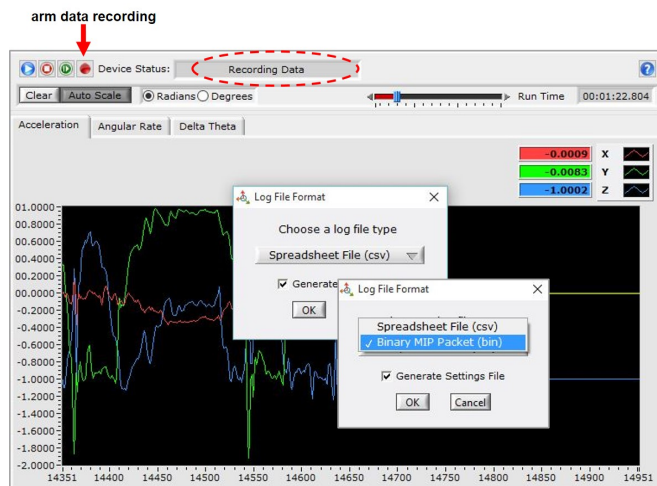 arm data recording
Device Status: Recording Data ?
Clear Auto Scale Radians Degrees Run Time 00:01:22.804
Acceleration Angular Rate Delta Theta
-0.0009 X
-0.0083 Y
-1.0002 Z
Log File Format
Choose a log file type
Spreadsheet File (csv)
Generate
OK
Log File Format
Spreadsheet File (csv)
Binary MIP Packet (bin)
Generate Settings File
OK Cancel
01.0000
00.8000
00.6000
00.4000
00.2000
00.0000
-0.2000
-0.4000
-0.6000
-0.8000
-1.0000
-1.2000
-1.4000
-1.6000
-1.8000
-2.0000
14351 14400 14450 14500 14550 14600 14650 14700 14750 14800 14850 14900 14951